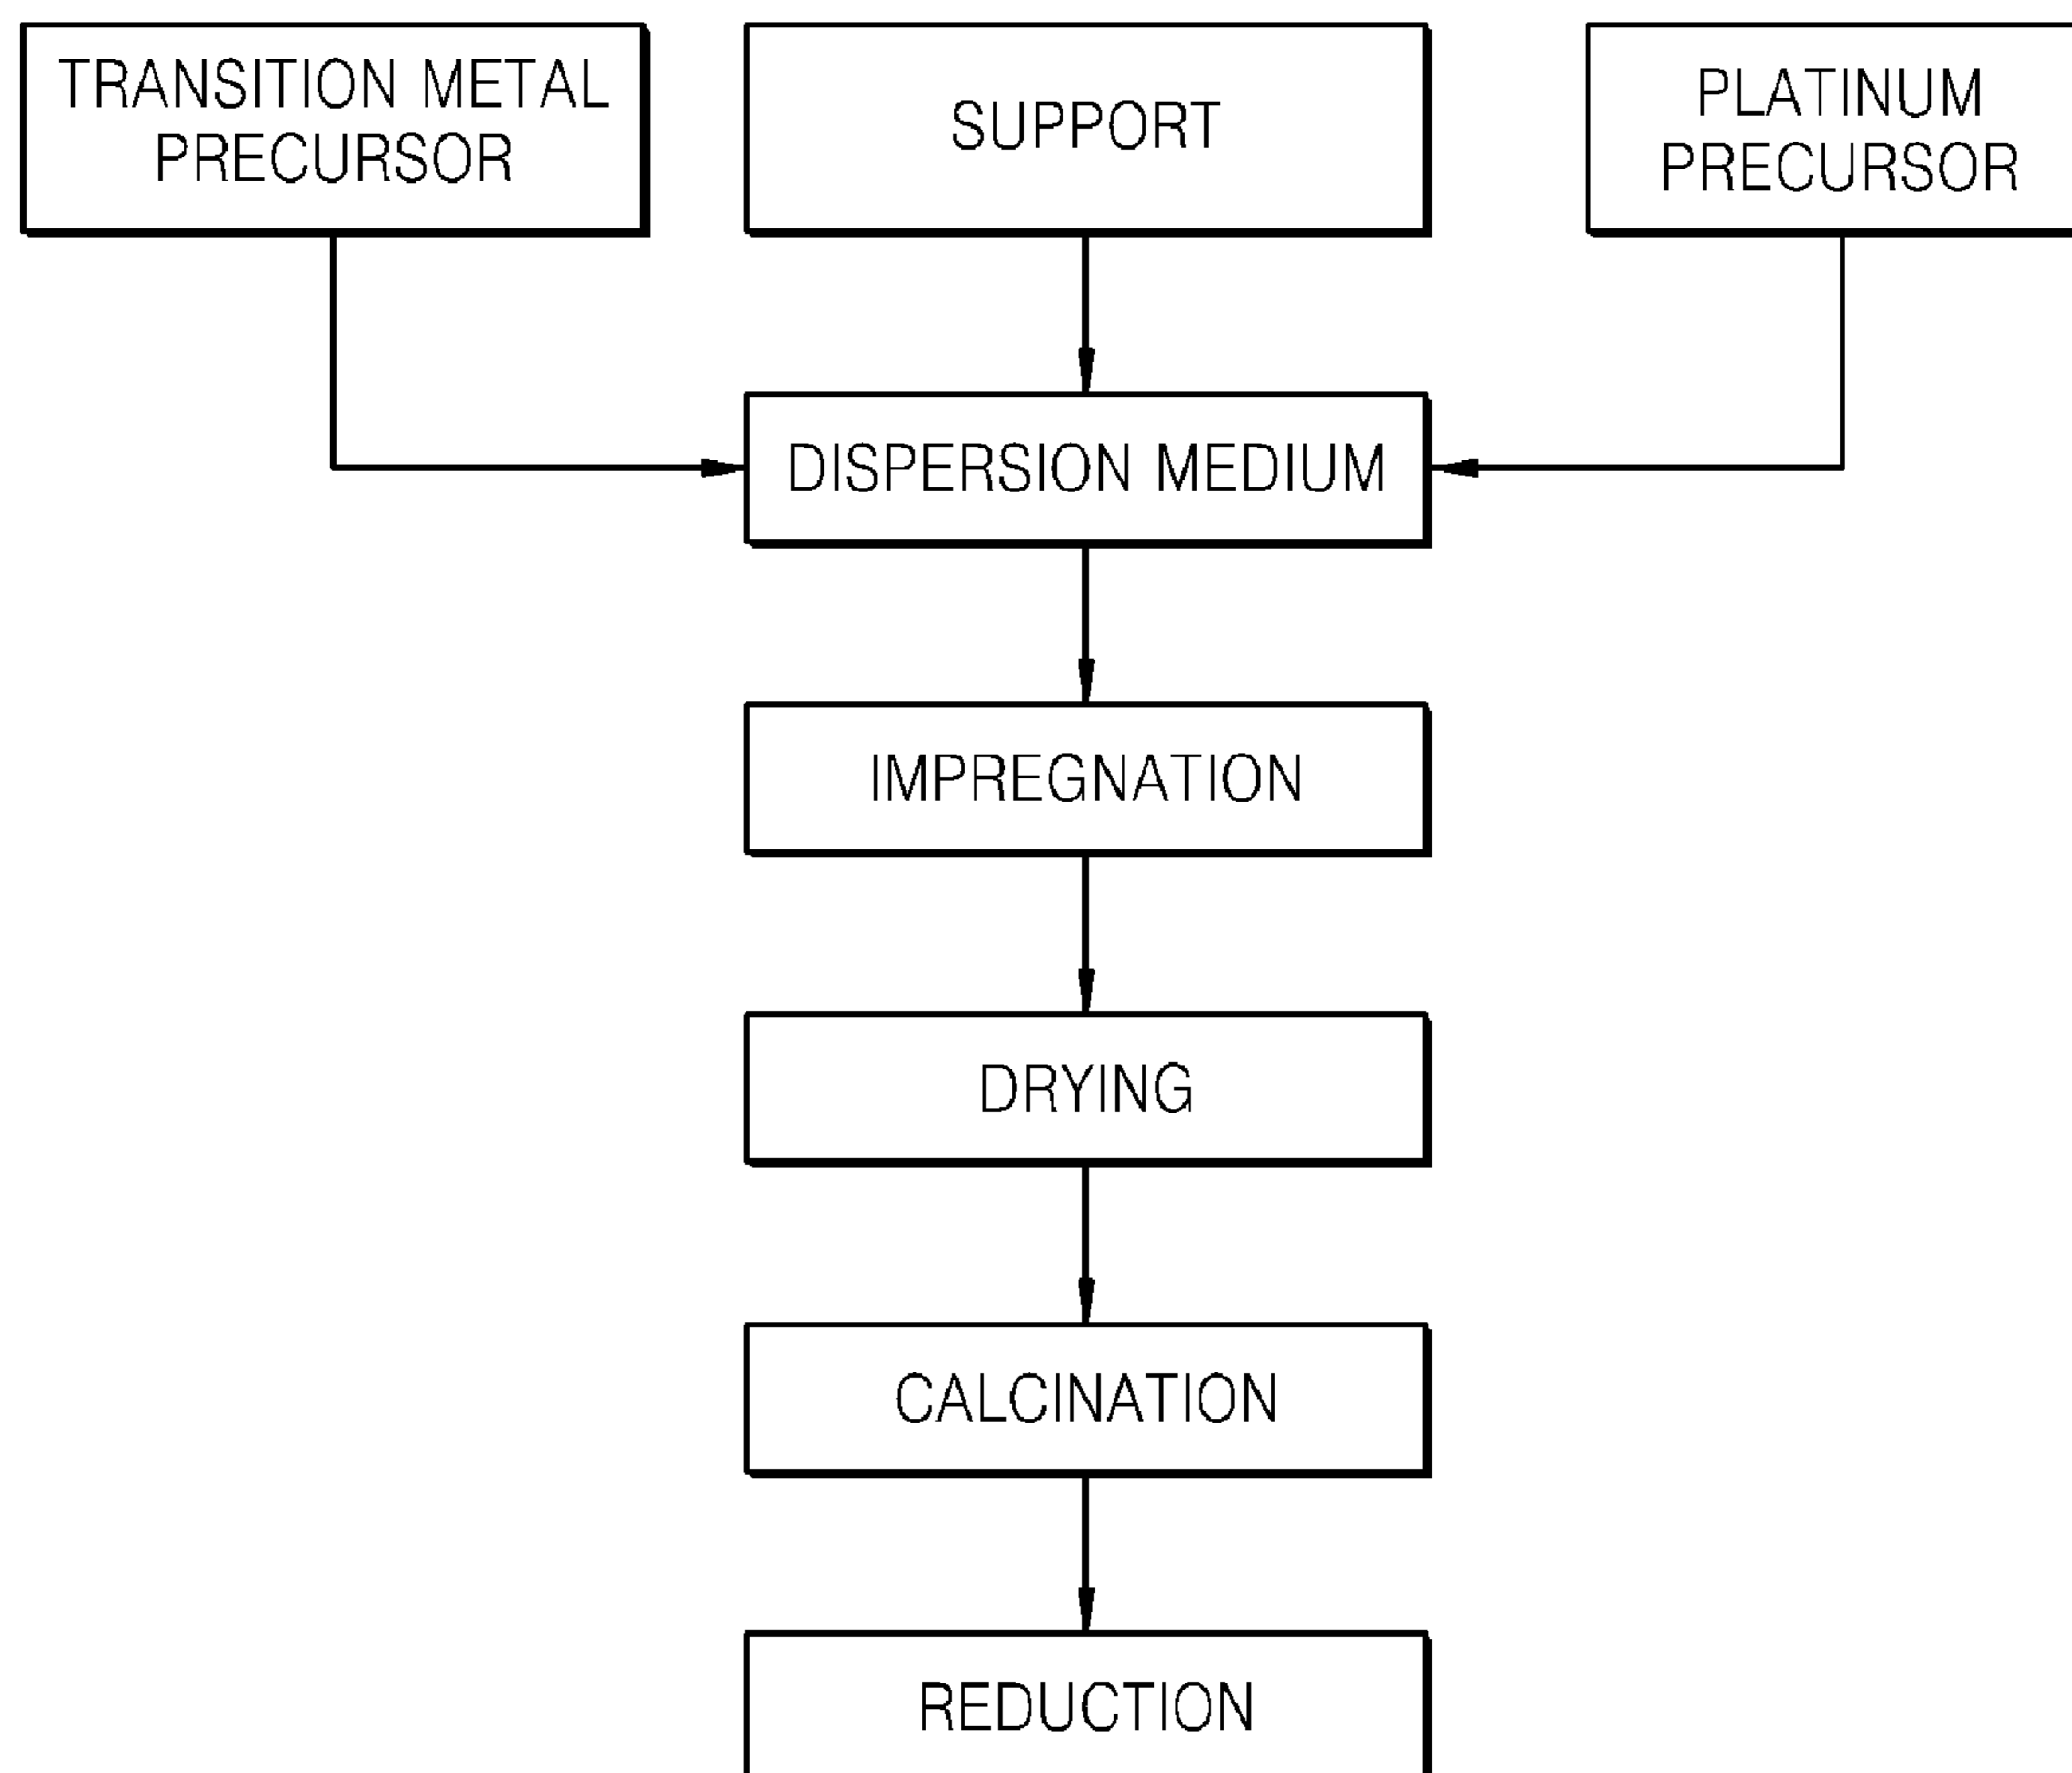 TRANSITION METAL
PRECURSOR
SUPPORT
PLATINUM
PRECURSOR
DISPERSION MEDIUM
IMPREGNATION
DRYING
CALCINATION
REDUCTION